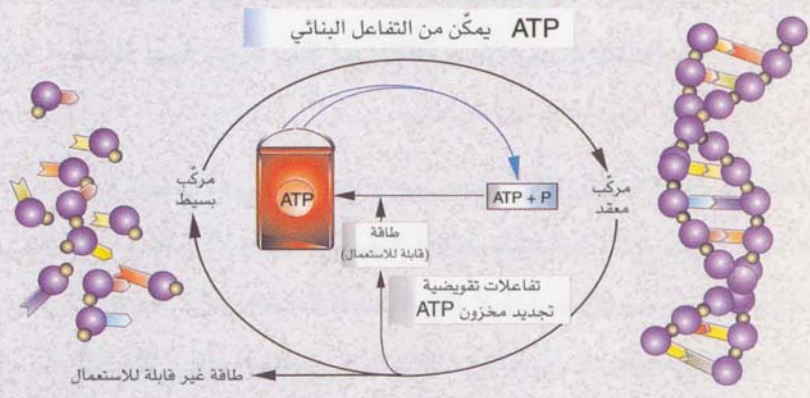 ATP يمكّن من التفاعل البنائي
مركّب
بسيط
ATP
ATP + P
مركّب
معقد
طاقة
(قابلة للاستعمال)
تفاعلات تقويضية
تجديد مخزون ATP
طاقة غير قابلة للاستعمال